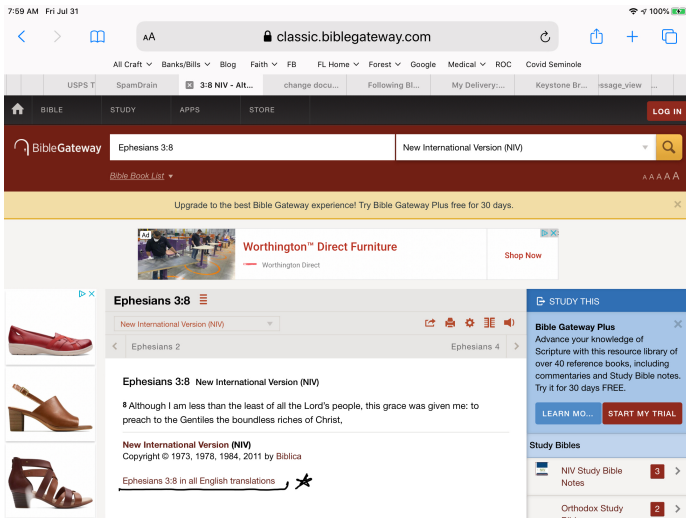 7:59 AM Fri Jul 31
100%
AA
classic.biblegateway.com
All Craft
Banks/Bills
Blog
Faith
FB
FL Home
Forest
Google
Medical
ROC
Covid Seminole
USPS T
SpamDrain
3:8 NIV - Alt...
change docu...
Following Bl...
My Delivery:...
Keystone Br...
essage_view
...
BIBLE
STUDY
APPS
STORE
LOG IN
BibleGateway
Ephesians 3:8
New International Version (NIV)
Bible Book List
A A A A A
Upgrade to the best Bible Gateway experience! Try Bible Gateway Plus free for 30 days.
Ad
Worthington™ Direct Furniture
Worthington Direct
Shop Now
Ephesians 3:8
New International Version (NIV)
Ephesians 2
Ephesians 4
Ephesians 3:8 New International Version (NIV)
8 Although I am less than the least of all the Lord's people, this grace was given me: to
preach to the Gentiles the boundless riches of Christ,
New International Version (NIV)
Copyright © 1973, 1978, 1984, 2011 by Biblica
Ephesians 3:8 in all English translations
STUDY THIS
Bible Gateway Plus
Advance your knowledge of
Scripture with this resource library of
over 40 reference books, including
commentaries and Study Bible notes.
Try it for 30 days FREE.
LEARN MO...
START MY TRIAL
Study Bibles
NIV Study Bible
Notes
3
Orthodox Study
2